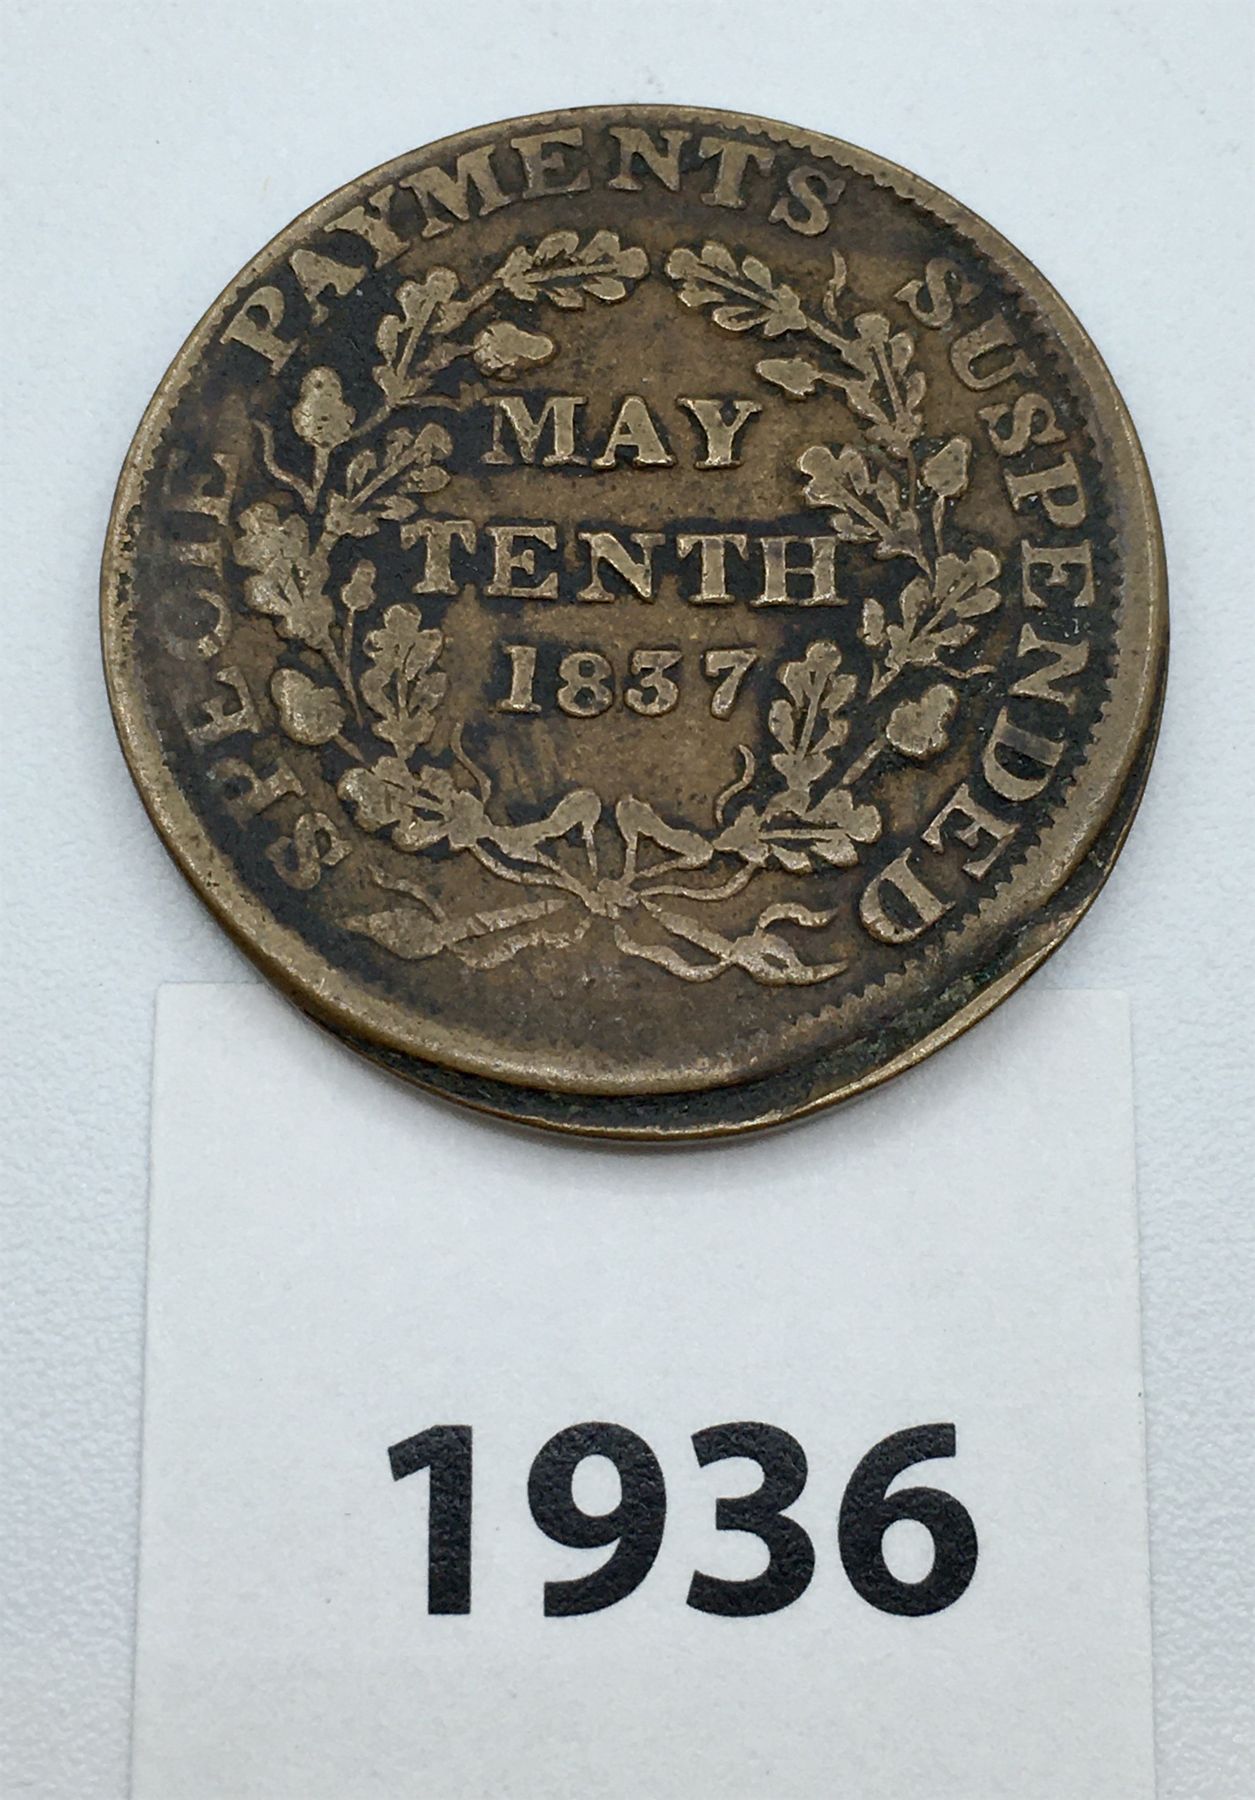 SPECIE PAYMENTS SUSPENDED
MAY
TENTH
1837
1936